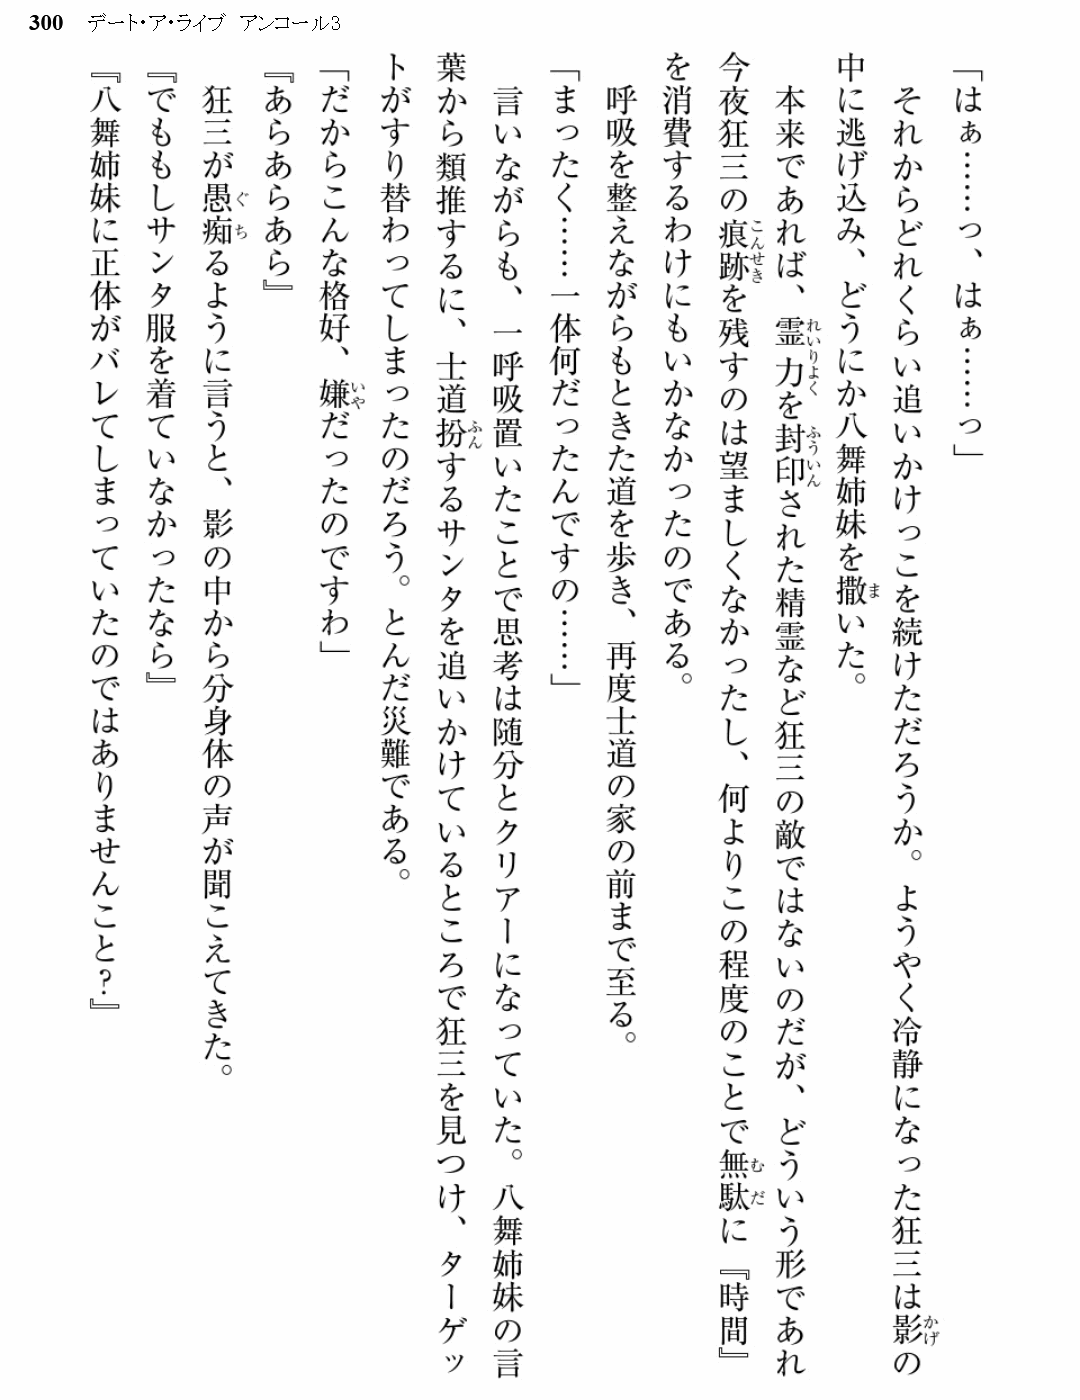 300 デート・ア・ライブ アンコール3
「はぁ……っ、はぁ……っ」
それからどれくらい追いかけっこを続けただろうか。ようやく冷静になった狂三は影の
中に逃げ込み、どうにか八舞姉妹を撒いた。
本来であれば、霊力を封印された精霊など狂三の敵ではないのだが、どういう形であれ
今夜狂三の痕跡を残すのは望ましくなかったし、何よりこの程度のことで無駄に『時間』
を消費するわけにもいかなかったのである。
呼吸を整えながらもときた道を歩き、再度士道の家の前まで至る。
「まったく……一体何だったんですの……」
言いながらも、一呼吸置いたことで思考は随分とクリアーになっていた。八舞姉妹の言
葉から類推するに、士道扮するサンタを追いかけているところで狂三を見つけ、ターゲッ
トがすり替わってしまったのだろう。とんだ災難である。
「だからこんな格好、嫌だったのですわ」
『あらあらあら』
狂三が愚痴るように言うと、影の中から分身体の声が聞こえてきた。
『でももしサンタ服を着ていなかったなら』
『八舞姉妹に正体がバレてしまっていたのではありませんこと?』